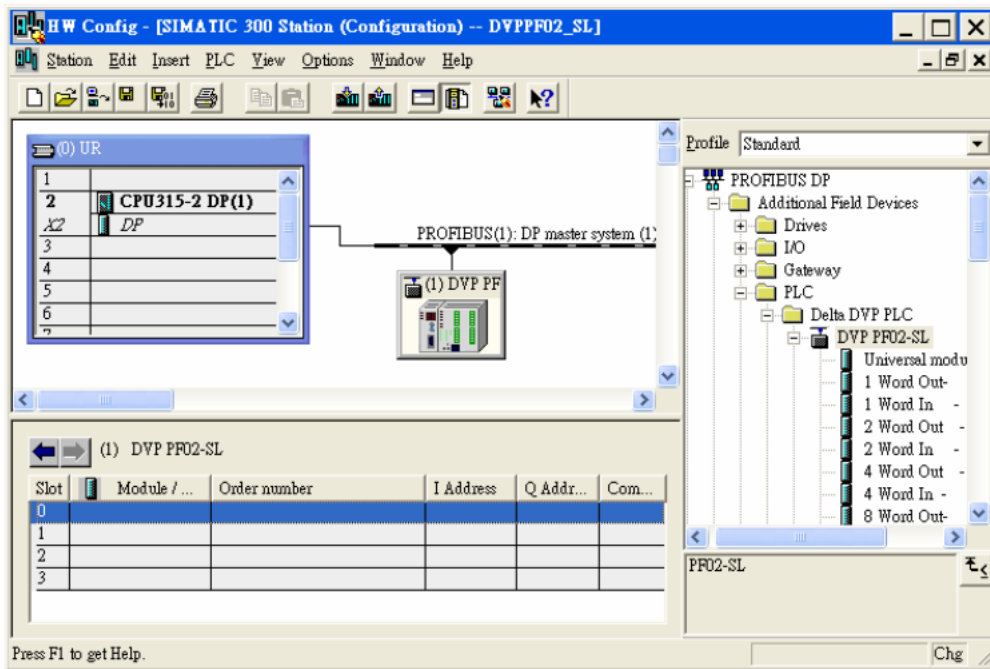 HW Config - [SIMATIC 300 Station (Configuration) -- DVPPF02_SL]
Station Edit Insert PLC View Options Window Help
(0) UR
1
2 CPU315-2 DP(1)
X2 DP
3
4
5
6
7
PROFIBUS(1): DP master system (1)
(1) DVP PF
Profile Standard
PROFIBUS DP
Additional Field Devices
Drives
I/O
Gateway
PLC
Delta DVP PLC
DVP PF02-SL
Universal modu
1 Word Out-
1 Word In -
2 Word Out -
2 Word In -
4 Word Out -
4 Word In -
8 Word Out-
PF02-SL
(1) DVP PF02-SL
Slot Module / ... Order number I Address Q Addr... Com...
0
1
2
3
Press F1 to get Help.
Chg